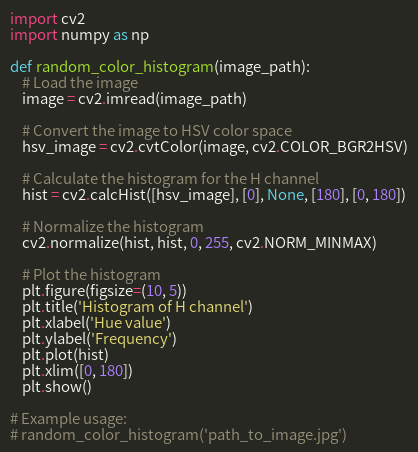 import cv2
import numpy as np

def random_color_histogram(image_path):
    # Load the image
    image = cv2.imread(image_path)

    # Convert the image to HSV color space
    hsv_image = cv2.cvtColor(image, cv2.COLOR_BGR2HSV)

    # Calculate the histogram for the H channel
    hist = cv2.calcHist([hsv_image], [0], None, [180], [0, 180])

    # Normalize the histogram
    cv2.normalize(hist, hist, 0, 255, cv2.NORM_MINMAX)

    # Plot the histogram
    plt.figure(figsize=(10, 5))
    plt.title('Histogram of H channel')
    plt.xlabel('Hue value')
    plt.ylabel('Frequency')
    plt.plot(hist)
    plt.xlim([0, 180])
    plt.show()

# Example usage:
# random_color_histogram('path_to_image.jpg')